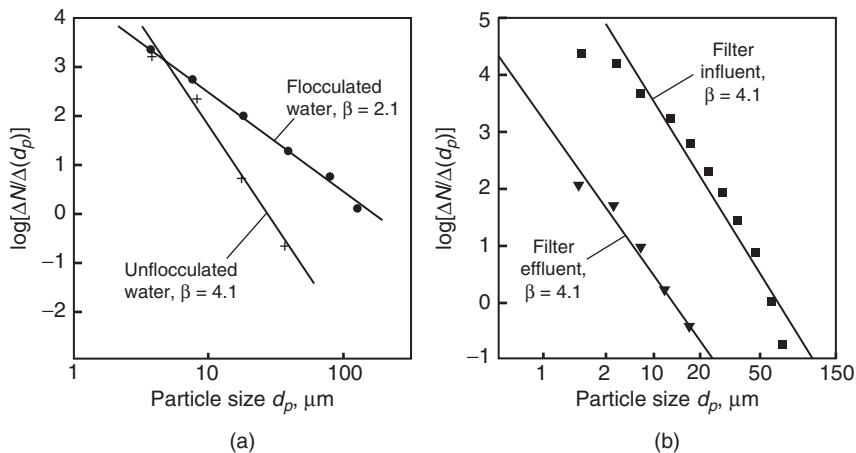 4
3
2
1
0
−1
−2
10
100
log[ΔN/Δ(dp)]
Flocculated
water, β = 2.1
Unflocculated
water, β = 4.1
Particle size dp, μm
(a)
5
4
3
2
1
0
−1
1
2
10
20
50
150
log[ΔN/Δ(dp)]
Filter
influent,
β = 4.1
Filter
effluent,
β = 4.1
Particle size dp, μm
(b)